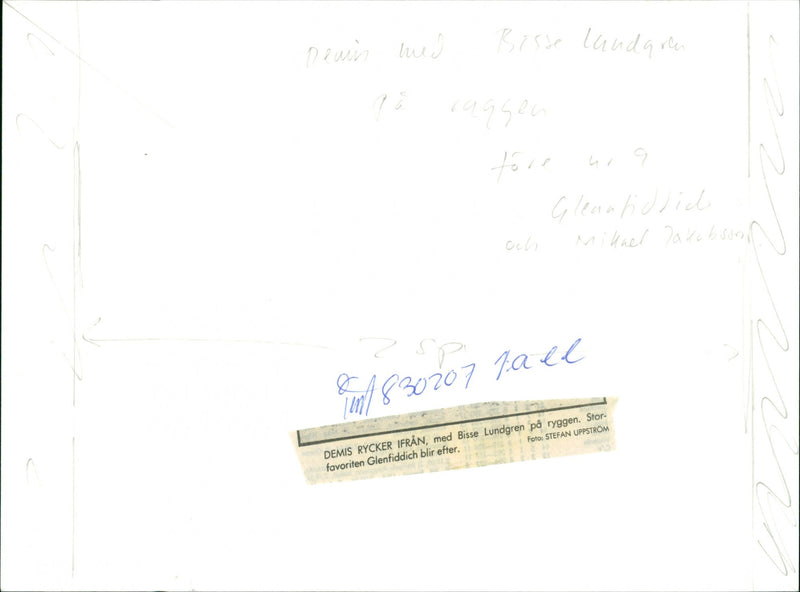 Demis med Bisse Lundgren
på ryggen
före nr 9
Glennfiddich
och Mikael Jakobsson.
2 sp
830207
DEMIS RYCKER IFRÅN, med Bisse Lundgren på ryggen. Stor-
favoriten Glenfiddich blir efter.
Foto: STEFAN UPPSTRÖM